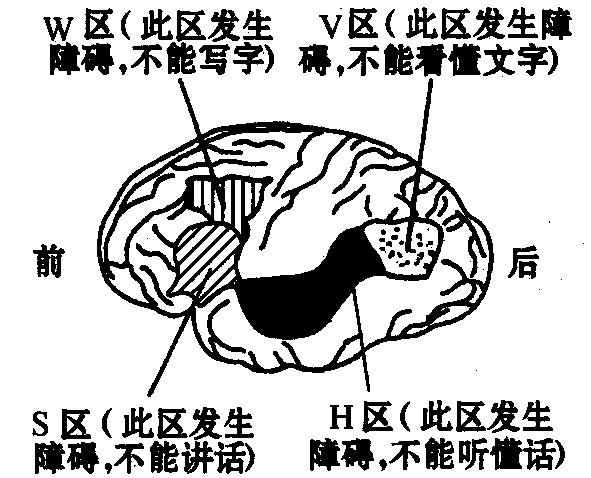 W区(此区发生
障碍,不能写字)
V区(此区发生障
碍,不能看懂文字)
前
后
S区(此区发生
障碍,不能讲话)
H区(此区发生
障碍,不能听懂话)